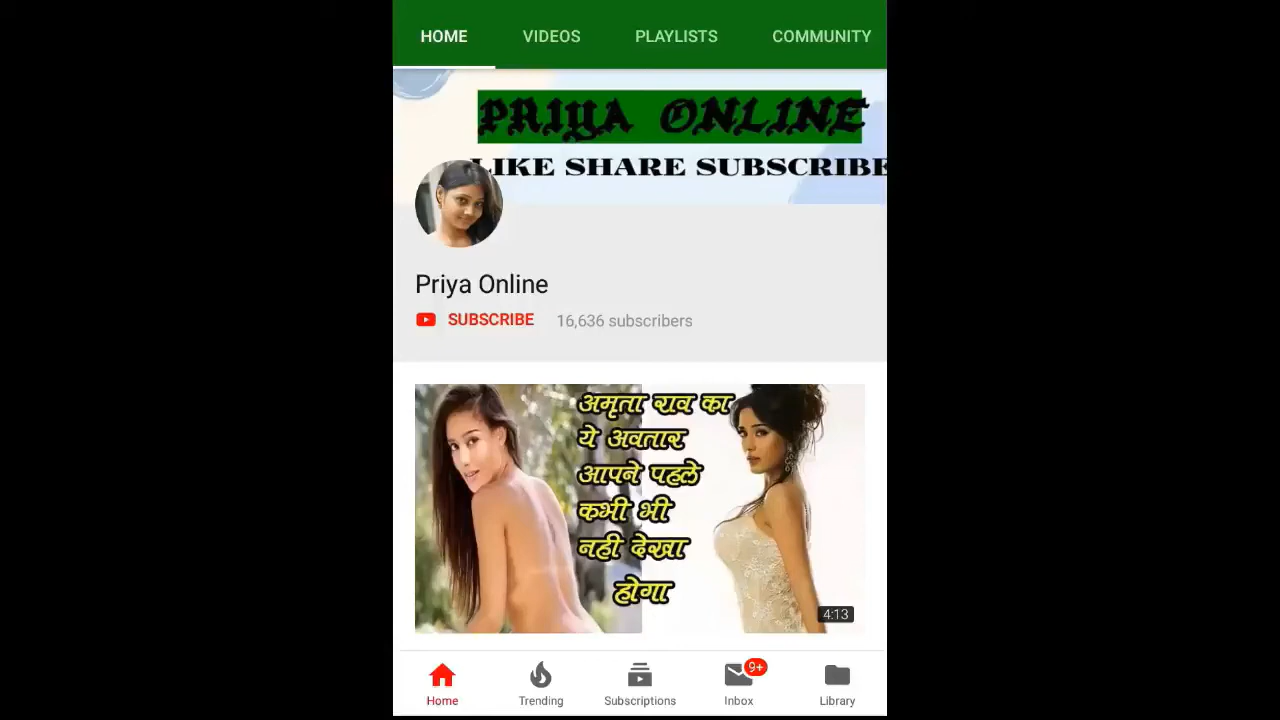 HOME VIDEOS PLAYLISTS COMMUNITY
PRIYA ONLINE
LIKE SHARE SUBSCRIBE
Priya Online
SUBSCRIBE 16,636 subscribers
अमृता राव का
ये अवतार
आपने पहले
कभी भी
नही देखा
होगा
4:13
9+
Home Trending Subscriptions Inbox Library